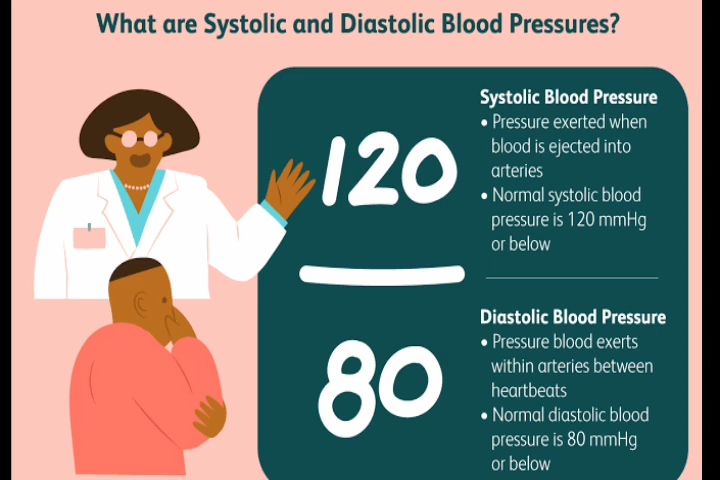 What are Systolic and Diastolic Blood Pressures?
120
80
Systolic Blood Pressure
• Pressure exerted when
blood is ejected into
arteries
• Normal systolic blood
pressure is 120 mmHg
or below
Diastolic Blood Pressure
• Pressure blood exerts
within arteries between
heartbeats
• Normal diastolic blood
pressure is 80 mmHg
or below